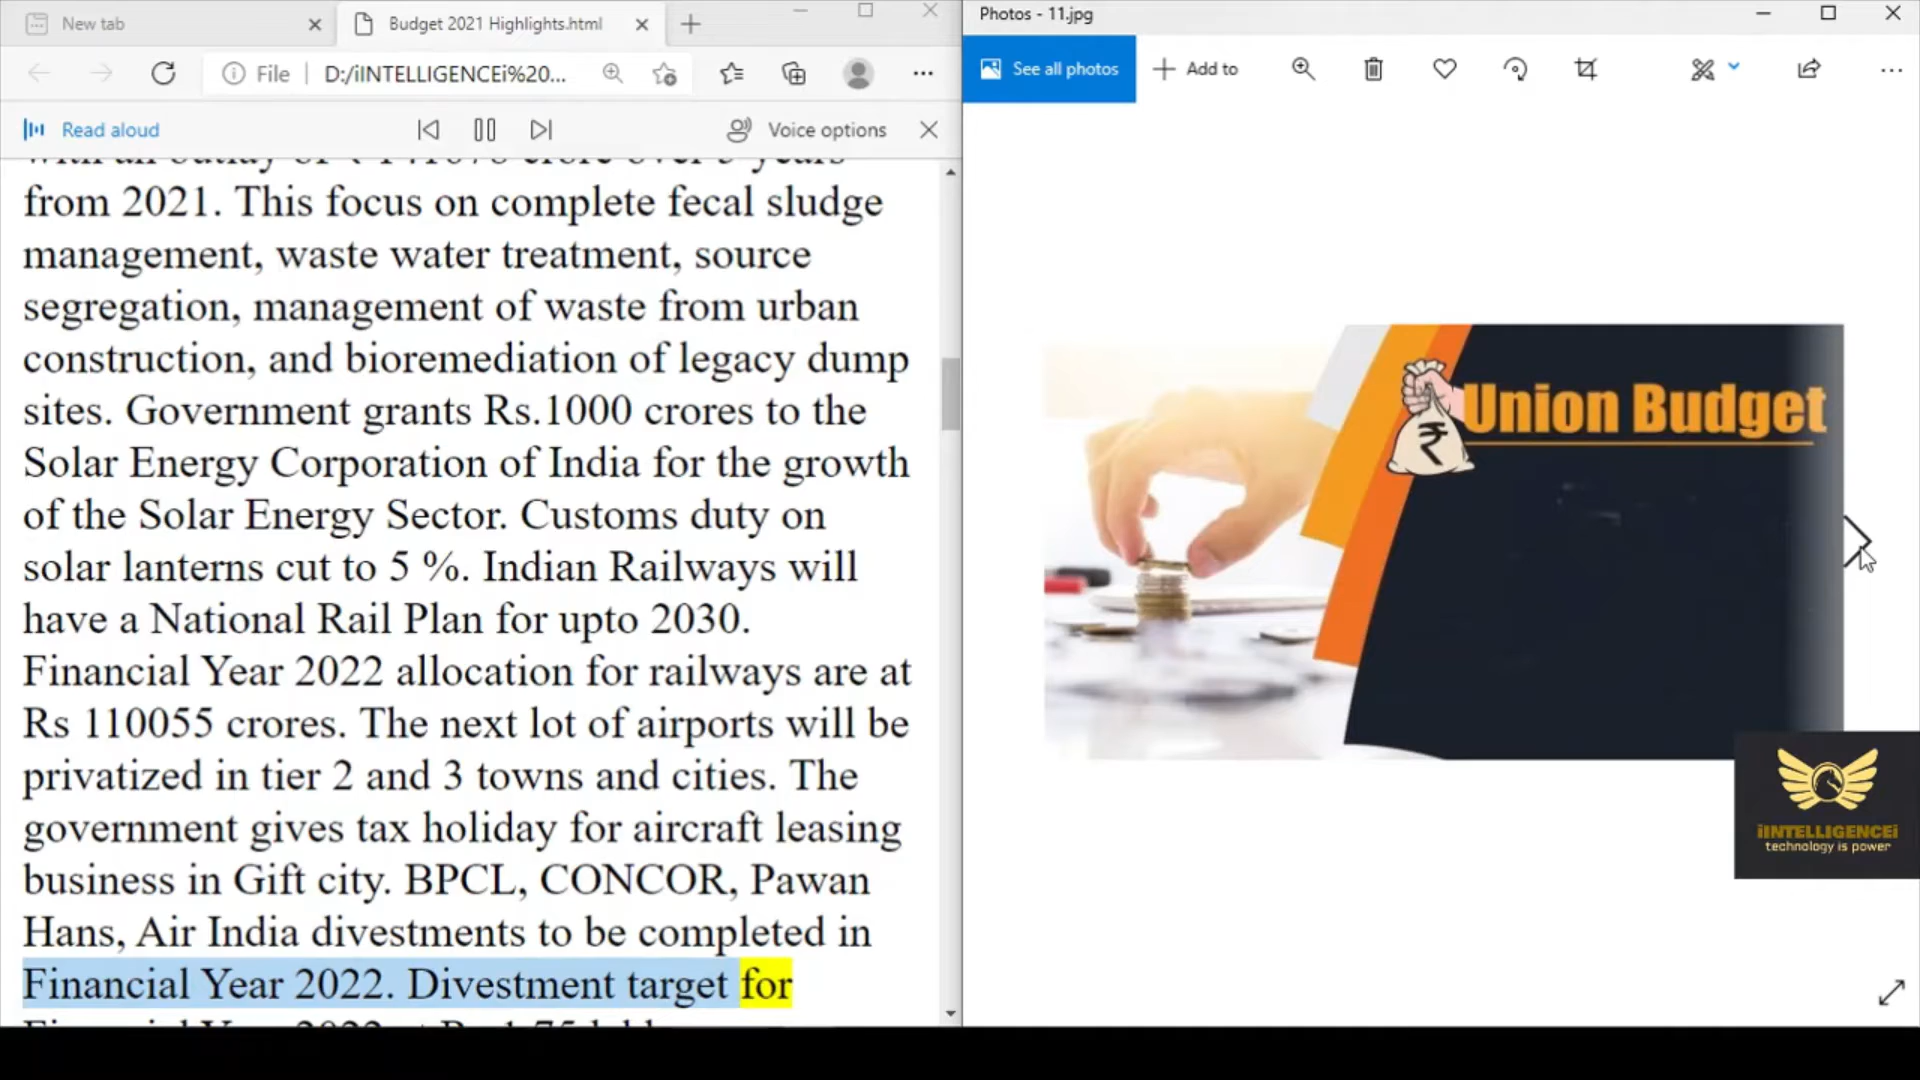 New tab
Budget 2021 Highlights.html
File
D:/iINTELLIGENCEi%20...
Read aloud
Voice options
from 2021. This focus on complete fecal sludge
management, waste water treatment, source
segregation, management of waste from urban
construction, and bioremediation of legacy dump
sites. Government grants Rs.1000 crores to the
Solar Energy Corporation of India for the growth
of the Solar Energy Sector. Customs duty on
solar lanterns cut to 5 %. Indian Railways will
have a National Rail Plan for upto 2030.
Financial Year 2022 allocation for railways are at
Rs 110055 crores. The next lot of airports will be
privatized in tier 2 and 3 towns and cities. The
government gives tax holiday for aircraft leasing
business in Gift city. BPCL, CONCOR, Pawan
Hans, Air India divestments to be completed in
Financial Year 2022. Divestment target for
Photos - 11.jpg
See all photos
Add to
₹
Union Budget
iINTELLIGENCEi
technology is power